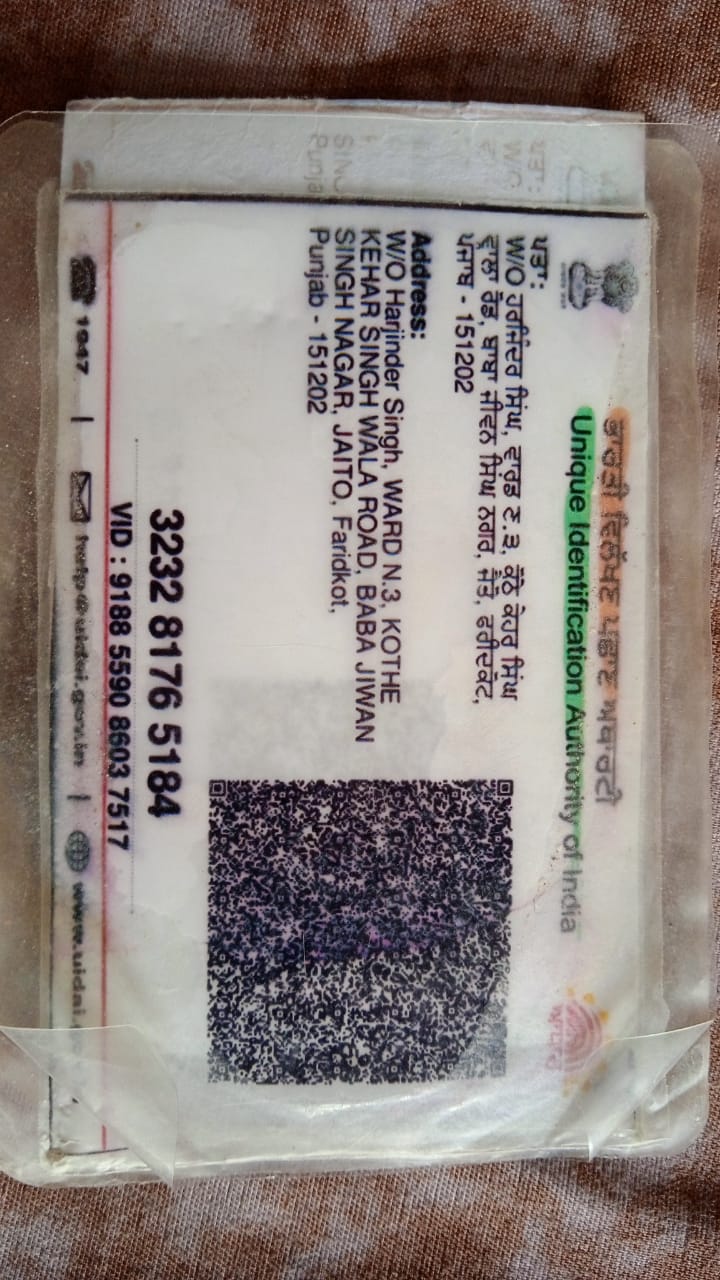 ਭਾਰਤੀ ਵਿਲੱਖਣ ਪਛਾਣ ਅਥਾਰਟੀ
Unique Identification Authority of India
ਪਤਾ:
W/O ਹਰਜਿੰਦਰ ਸਿੰਘ, ਵਾਰਡ ਨ.3, ਕੋਠੇ ਕੇਹਰ ਸਿੰਘ
ਵਾਲਾ ਰੋਡ, ਬਾਬਾ ਜੀਵਨ ਸਿੰਘ ਨਗਰ, ਜੈਤੋ, ਫਰੀਦਕੋਟ,
ਪੰਜਾਬ - 151202
Address:
W/O Harjinder Singh, WARD N.3, KOTHE
KEHAR SINGH WALA ROAD, BABA JIWAN
SINGH NAGAR, JAITO, Faridkot,
Punjab - 151202
3232 8176 5184
VID : 9188 5590 8603 7517
1947 | help@uidai.gov.in | www.uidai.